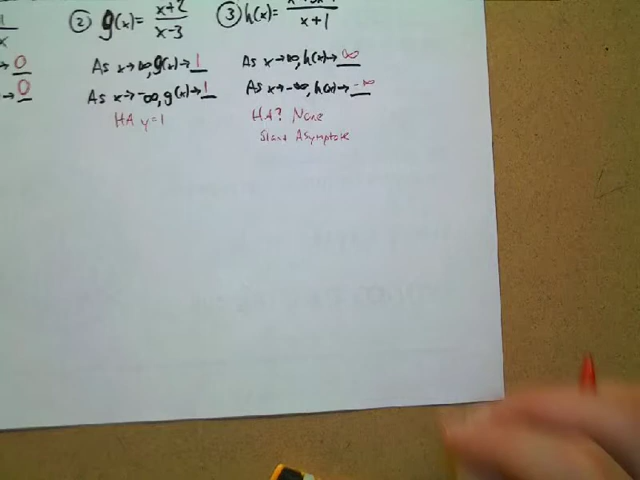 1
x
→ 0
→ 0
② g(x)= x+2
x-3
As x→∞, g(x)→ 1
As x→-∞, g(x)→ 1
HA y=1
③ h(x)=
x+1
As x→∞, h(x)→ ∞
As x→-∞, h(x)→ -∞
HA? None
Slant Asymptote